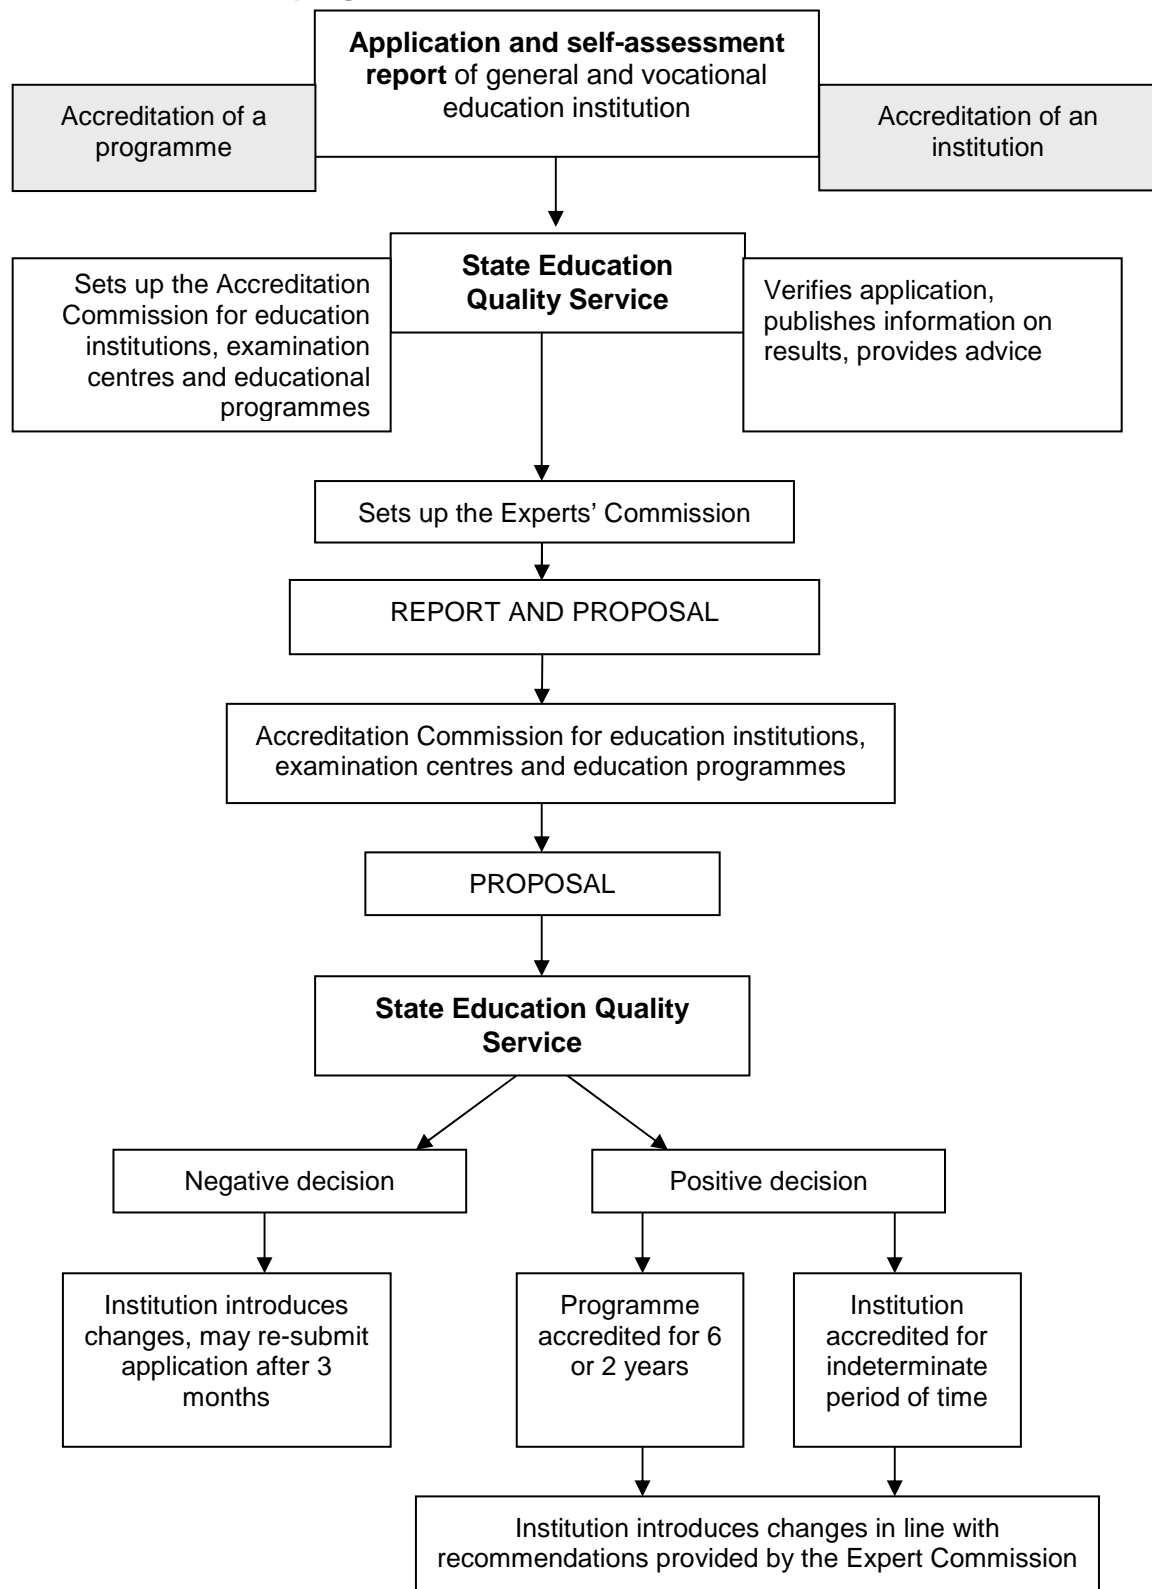 Application and self-assessment
report of general and vocational
education institution
Accreditation of a
programme
Accreditation of an
institution
State Education
Quality Service
Sets up the Accreditation
Commission for education
institutions, examination
centres and educational
programmes
Verifies application,
publishes information on
results, provides advice
Sets up the Experts’ Commission
REPORT AND PROPOSAL
Accreditation Commission for education institutions,
examination centres and education programmes
PROPOSAL
State Education Quality
Service
Negative decision
Positive decision
Institution introduces
changes, may re-submit
application after 3
months
Programme
accredited for 6
or 2 years
Institution
accredited for
indeterminate
period of time
Institution introduces changes in line with
recommendations provided by the Expert Commission